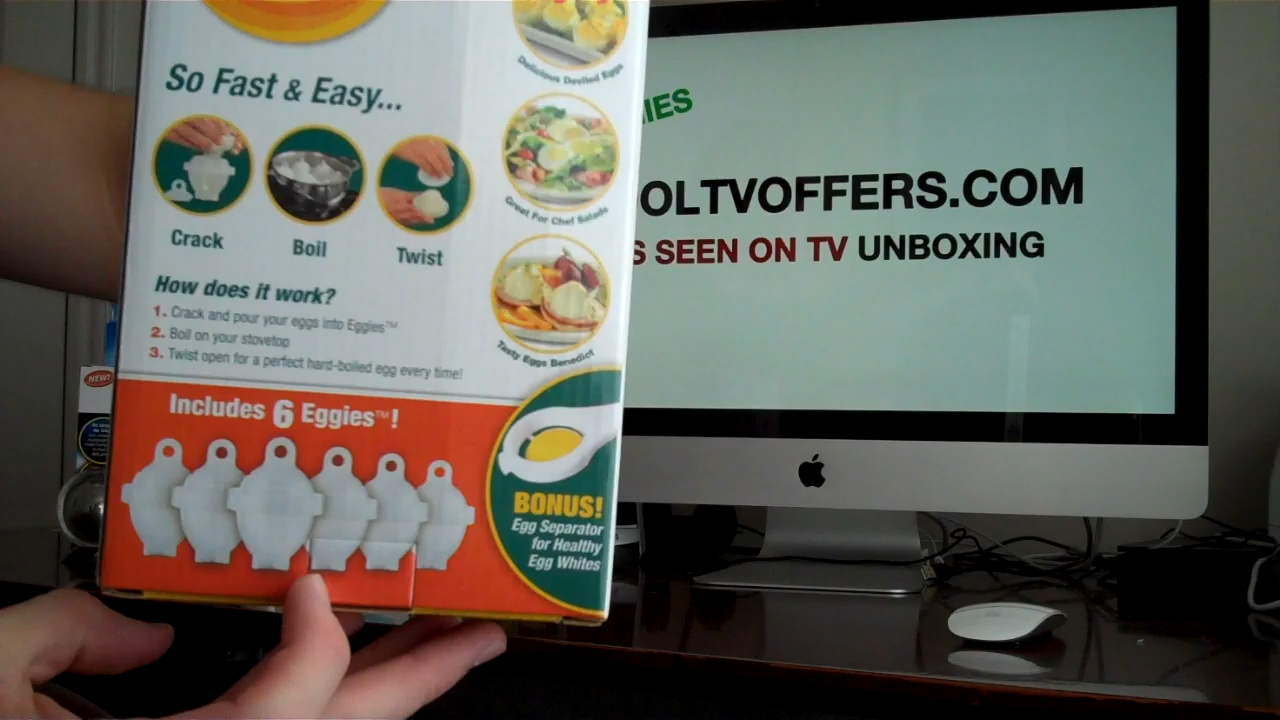 So Fast & Easy...
Crack
Boil
Twist
How does it work?
1. Crack and pour your eggs into Eggies™
2. Boil on your stovetop
3. Twist open for a perfect hard-boiled egg every time!
Includes 6 Eggies™!
Delicious Deviled Eggs
Great For Chef Salads
Tasty Eggs Benedict
BONUS!
Egg Separator
for Healthy
Egg Whites
NEW!
IES
OLTVOFFERS.COM
S SEEN ON TV UNBOXING